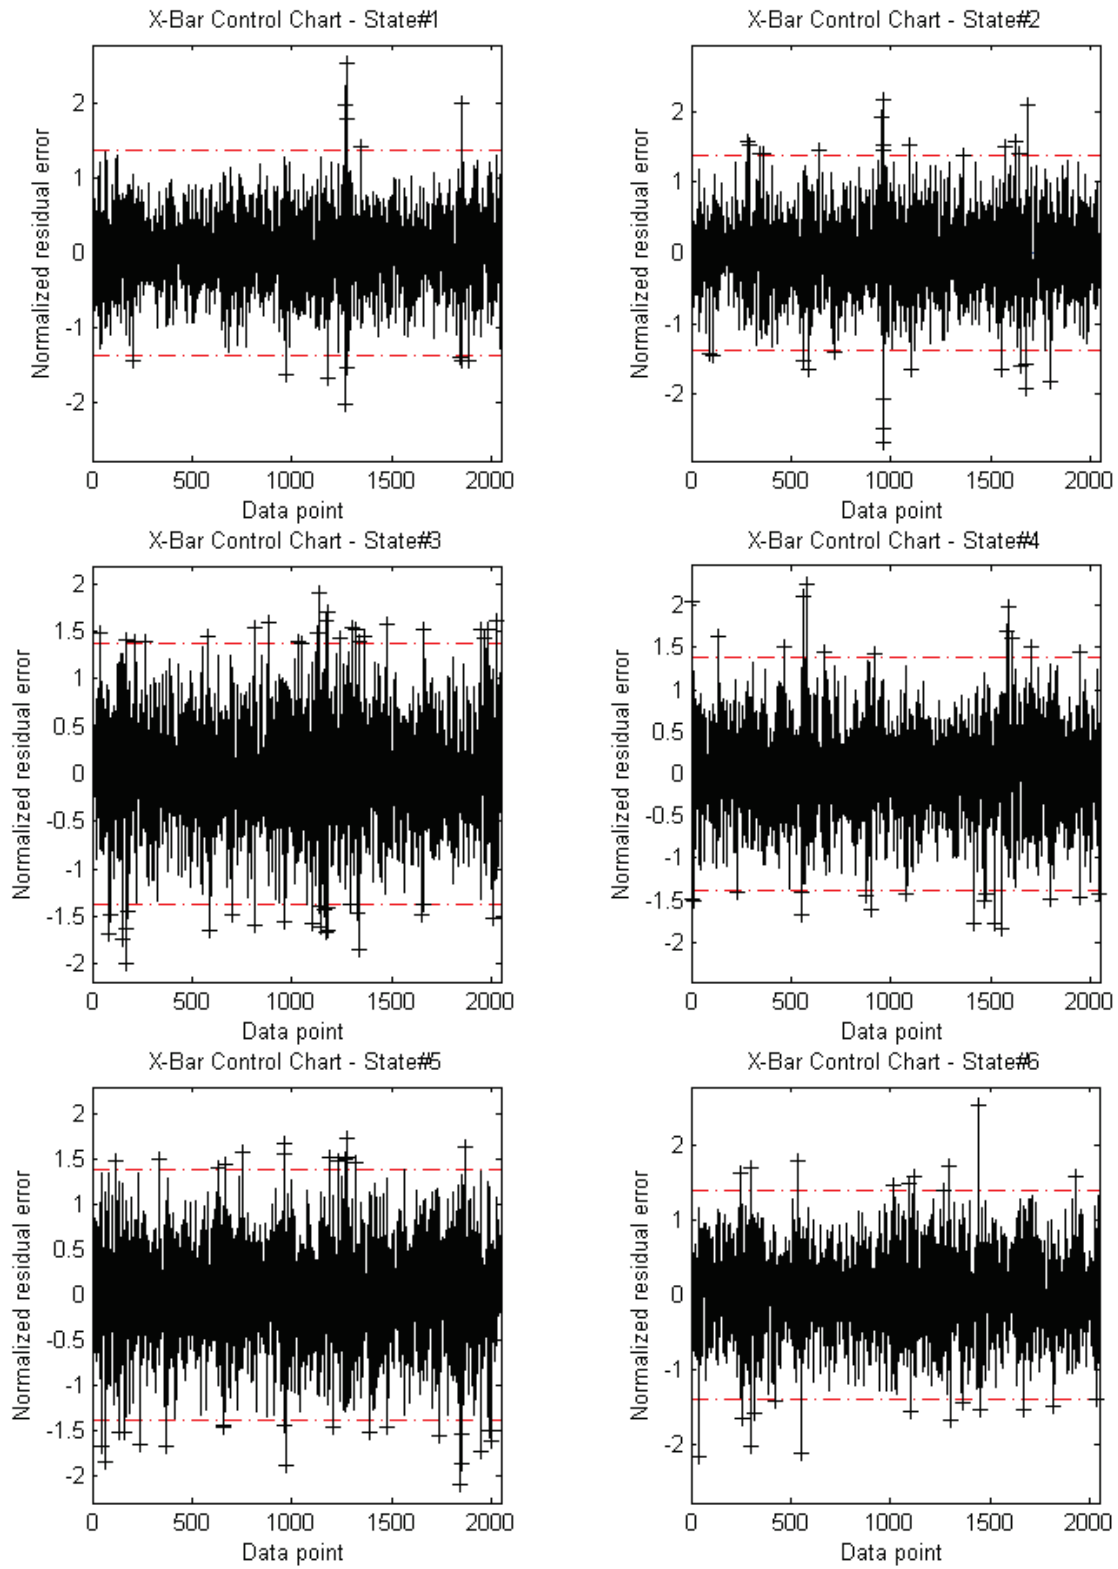 X-Bar Control Chart - State#1
Normalized residual error
2
1
0
-1
-2
0 500 1000 1500 2000
Data point
X-Bar Control Chart - State#2
Normalized residual error
2
1
0
-1
-2
0 500 1000 1500 2000
Data point
X-Bar Control Chart - State#3
Normalized residual error
2
1.5
1
0.5
0
-0.5
-1
-1.5
-2
0 500 1000 1500 2000
Data point
X-Bar Control Chart - State#4
Normalized residual error
2
1.5
1
0.5
0
-0.5
-1
-1.5
-2
0 500 1000 1500 2000
Data point
X-Bar Control Chart - State#5
Normalized residual error
2
1.5
1
0.5
0
-0.5
-1
-1.5
-2
0 500 1000 1500 2000
Data point
X-Bar Control Chart - State#6
Normalized residual error
2
1
0
-1
-2
0 500 1000 1500 2000
Data point